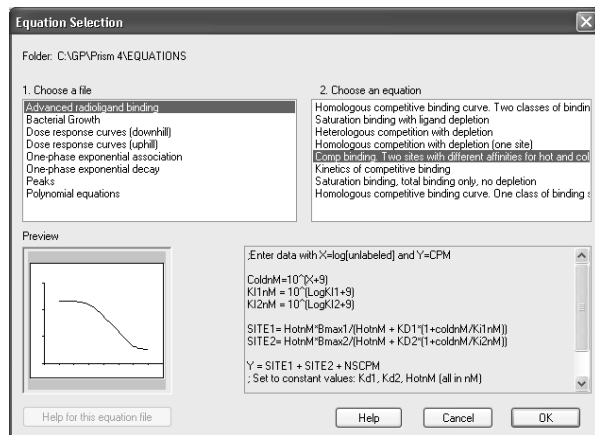 Equation Selection
Folder: C:\GP\Prism 4\EQUATIONS
1. Choose a file
Advanced radioligand binding
Bacterial Growth
Dose response curves (downhill)
Dose response curves (uphill)
One-phase exponential association
One-phase exponential decay
Peaks
Polynomial equations
2. Choose an equation
Homologous competitive binding curve. Two classes of bindin
Saturation binding with ligand depletion
Heterologous competition with depletion
Homologous competition with depletion (one site)
Comp binding. Two sites with different affinities for hot and col
Kinetics of competitive binding
Saturation binding, total binding only, no depletion
Homologous competitive binding curve. One class of binding s
Preview
;Enter data with X=log[unlabeled] and Y=CPM
ColdnM=10^(X+9)
KI1nM = 10^(LogKI1+9)
KI2nM = 10^(LogKI2+9)
SITE1= HotnM*Bmax1/(HotnM + KD1*(1+coldnM/Ki1nM))
SITE2= HotnM*Bmax2/(HotnM + KD2*(1+coldnM/Ki2nM))
Y = SITE1 + SITE2 + NSCPM
; Set to constant values: Kd1, Kd2, HotnM (all in nM)
Help for this equation file
Help
Cancel
OK